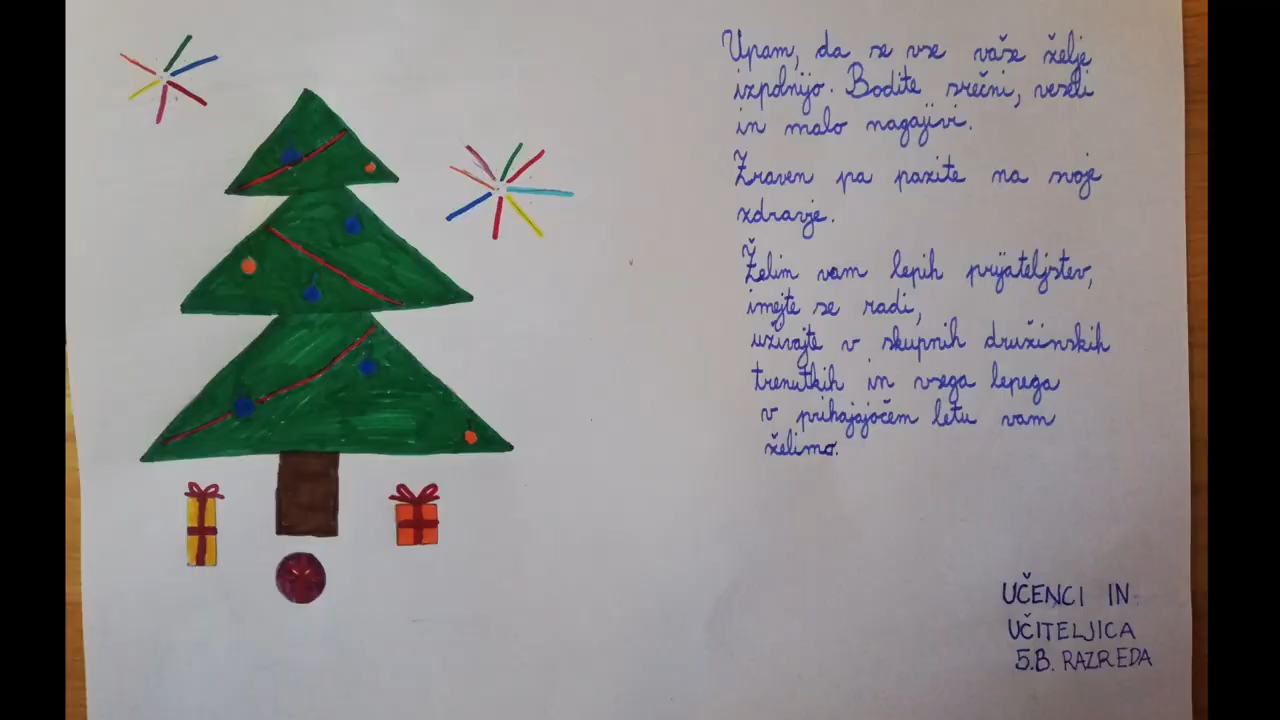 Upam, da se vse vaše želje
izpolnijo. Bodite srečni, veseli
in malo nagajivi.
Zraven pa pazite na svoje
zdravje.
Želim vam lepih prijateljstev,
imejte se radi,
uživajte v skupnih družinskih
trenutkih in vsega lepega
v prihajajočem letu vam
želimo.
UČENCI IN
UČITELJICA
5.B. RAZREDA